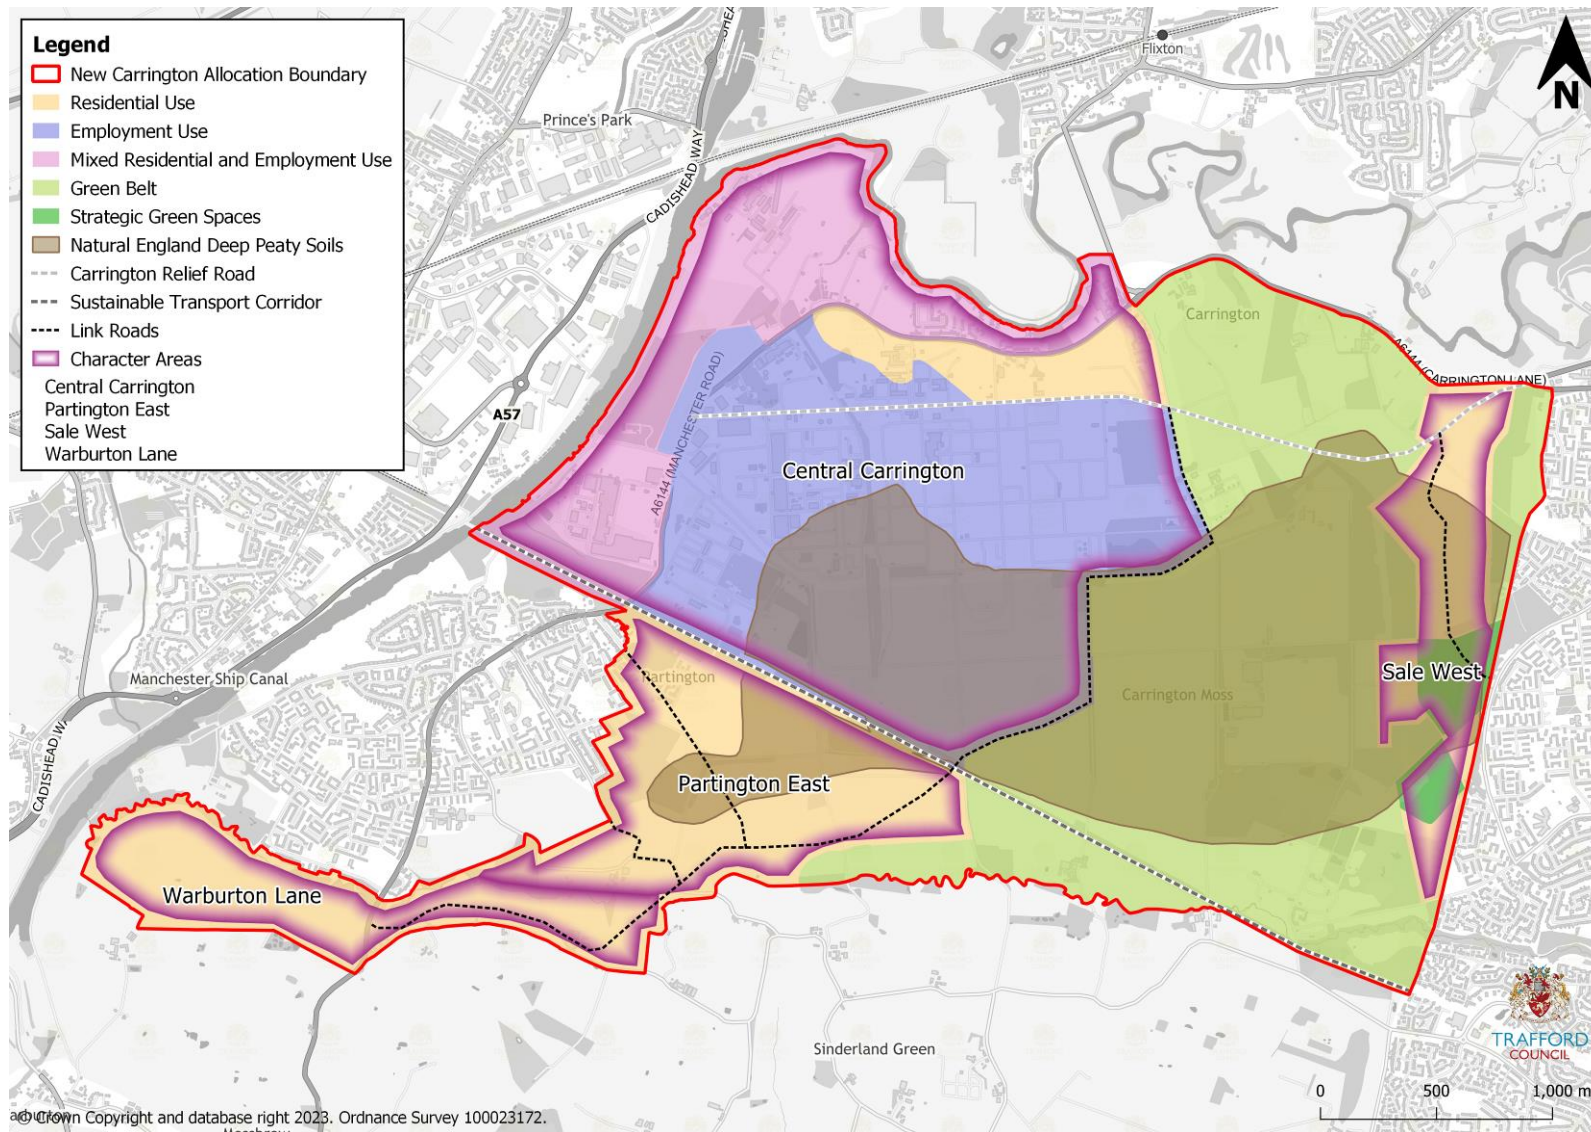 Legend
New Carrington Allocation Boundary
Residential Use
Employment Use
Mixed Residential and Employment Use
Green Belt
Strategic Green Spaces
Natural England Deep Peaty Soils
Carrington Relief Road
Sustainable Transport Corridor
Link Roads
Character Areas
Central Carrington
Partington East
Sale West
Warburton Lane
Flixton
N
Prince's Park
CADISHEAD WAY
Carrington
A6144 (CARRINGTON LANE)
A57
A6144 (MANCHESTER ROAD)
Central Carrington
Manchester Ship Canal
Partington
Carrington Moss
Sale West
CADISHEAD WAY
Partington East
Warburton Lane
Sinderland Green
TRAFFORD
COUNCIL
0 500 1,000 m
© Crown Copyright and database right 2023. Ordnance Survey 100023172.